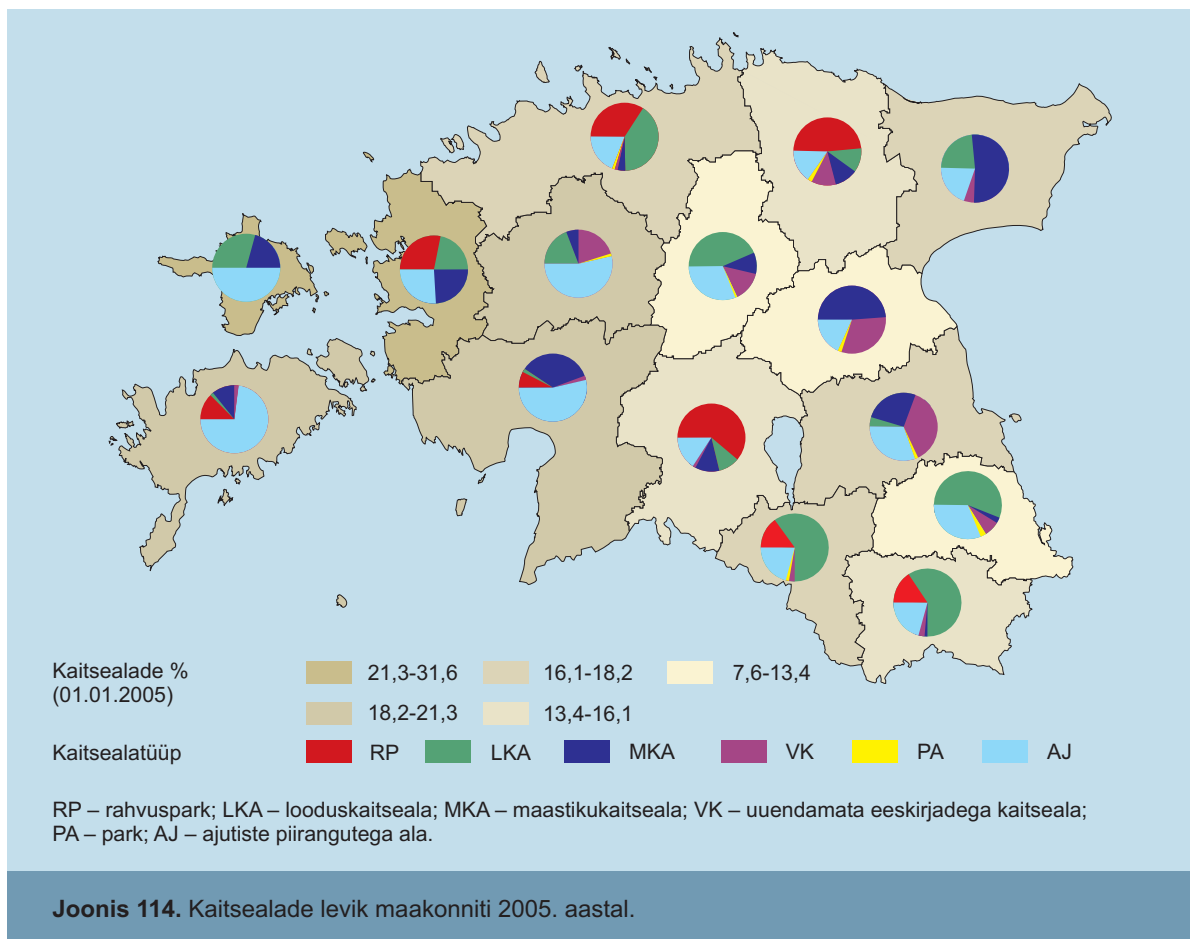 Kaitsealade %
(01.01.2005)
21,3-31,6
16,1-18,2
7,6-13,4
18,2-21,3
13,4-16,1
Kaitsealatüüp
RP
LKA
MKA
VK
PA
AJ
RP – rahvuspark; LKA – looduskaitseala; MKA – maastikukaitseala; VK – uuendamata eeskirjadega kaitseala;
PA – park; AJ – ajutiste piirangutega ala.
Joonis 114. Kaitsealade levik maakonniti 2005. aastal.